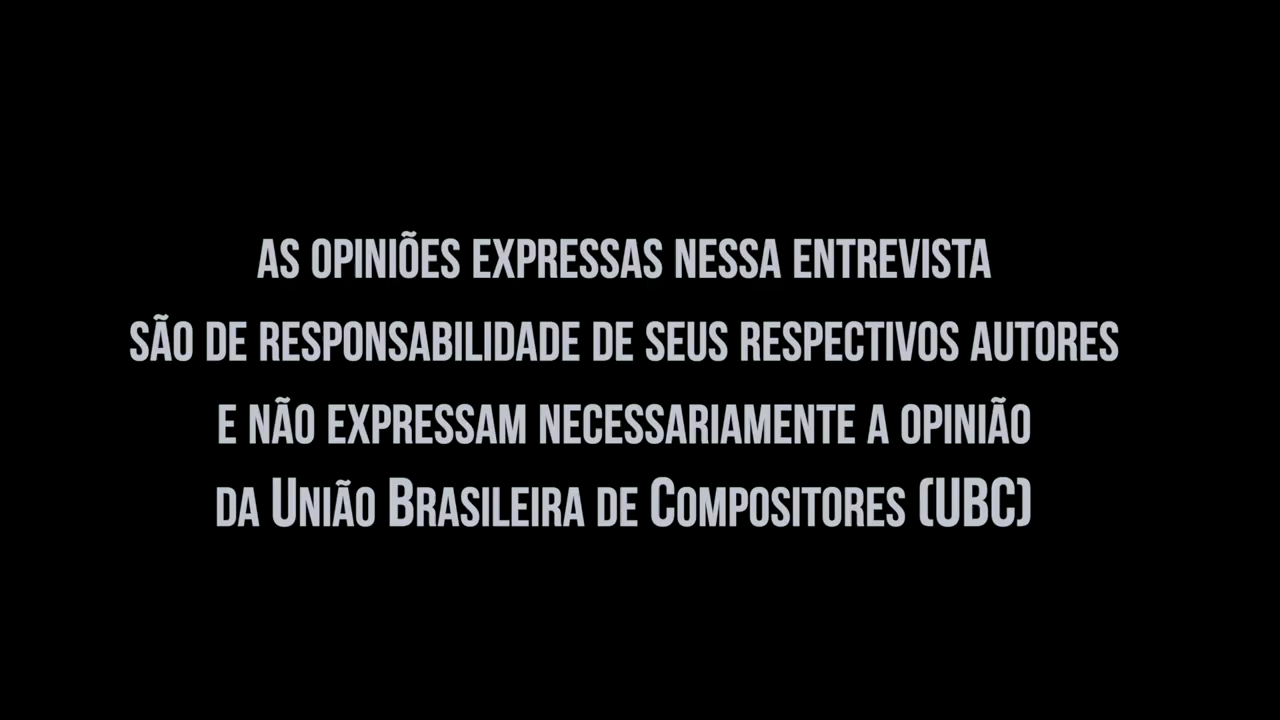 AS OPINIÕES EXPRESSAS NESSA ENTREVISTA
SÃO DE RESPONSABILIDADE DE SEUS RESPECTIVOS AUTORES
E NÃO EXPRESSAM NECESSARIAMENTE A OPINIÃO
DA UNIÃO BRASILEIRA DE COMPOSITORES (UBC)